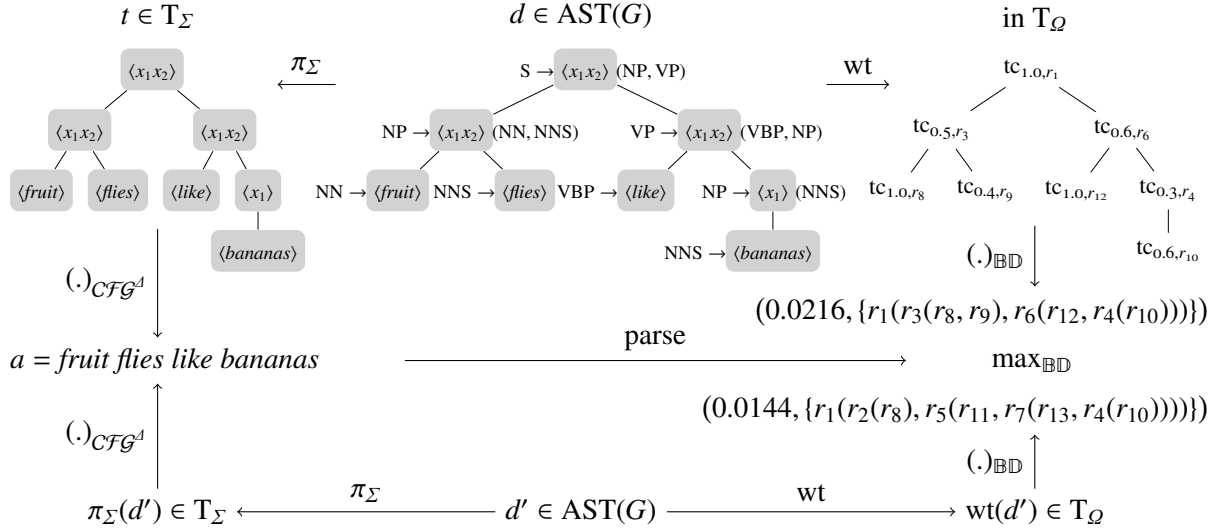 t ∈ T_Σ d ∈ AST(G) in T_Ω
⟨x₁x₂⟩ π_Σ S → ⟨x₁x₂⟩ (NP, VP) wt tc_{1.0,r₁}
⟨x₁x₂⟩ ⟨x₁x₂⟩ NP → ⟨x₁x₂⟩ (NN, NNS) VP → ⟨x₁x₂⟩ (VBP, NP) tc_{0.5,r₃} tc_{0.6,r₆}
⟨fruit⟩ ⟨flies⟩ ⟨like⟩ ⟨x₁⟩ NN → ⟨fruit⟩ NNS → ⟨flies⟩ VBP → ⟨like⟩ NP → ⟨x₁⟩ (NNS) tc_{1.0,r₈} tc_{0.4,r₉} tc_{1.0,r₁₂} tc_{0.3,r₄}
⟨bananas⟩ NNS → ⟨bananas⟩ tc_{0.6,r₁₀}
(.)_{CFG^Δ} (.)_{𝔹𝔻}
(0.0216, {r₁(r₃(r₈, r₉), r₆(r₁₂, r₄(r₁₀)))})
a = fruit flies like bananas parse max_{𝔹𝔻}
(0.0144, {r₁(r₂(r₈), r₅(r₁₁, r₇(r₁₃, r₄(r₁₀))))})
(.)_{CFG^Δ} (.)_{𝔹𝔻}
π_Σ(d′) ∈ T_Σ π_Σ d′ ∈ AST(G) wt wt(d′) ∈ T_Ω